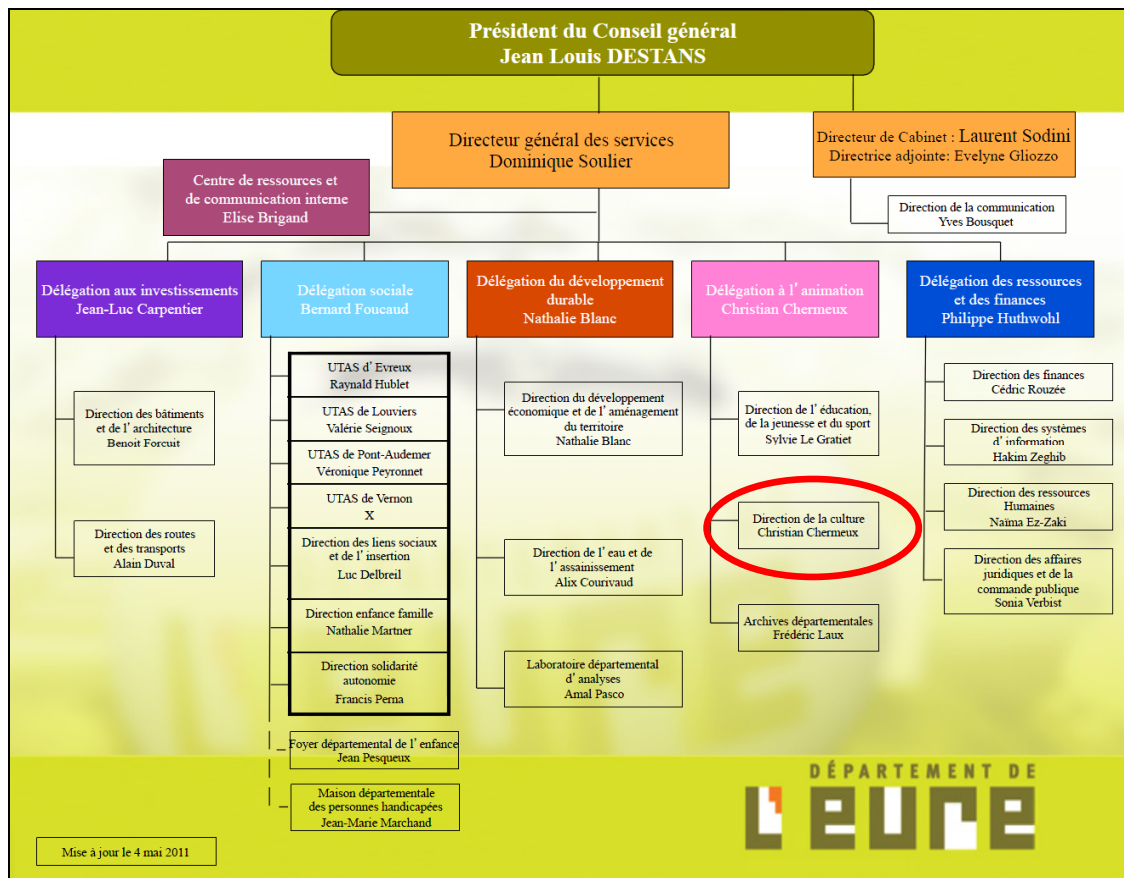 Président du Conseil général
Jean Louis DESTANS
Directeur général des services
Dominique Soulier
Directeur de Cabinet : Laurent Sodini
Directrice adjointe: Evelyne Gliozzo
Centre de ressources et
de communication interne
Elise Brigand
Direction de la communication
Yves Bousquet
Délégation aux investissements
Jean-Luc Carpentier
Délégation sociale
Bernard Foucaud
Délégation du développement
durable
Nathalie Blanc
Délégation à l’animation
Christian Chermeux
Délégation des ressources
et des finances
Philippe Huthwohl
Direction des bâtiments
et de l’architecture
Benoit Forcuit
Direction des routes
et des transports
Alain Duval
UTAS d’Evreux
Raynald Hublet
UTAS de Louviers
Valérie Seignoux
UTAS de Pont-Audemer
Véronique Peyronnet
UTAS de Vernon
X
Direction des liens sociaux
et de l’insertion
Luc Delbreil
Direction enfance famille
Nathalie Martner
Direction solidarité
autonomie
Francis Perna
Foyer départemental de l’enfance
Jean Pesqueux
Maison départementale
des personnes handicapées
Jean-Marie Marchand
Direction du développement
économique et de l’aménagement
du territoire
Nathalie Blanc
Direction de l’eau et de
l’assainissement
Alix Courivaud
Laboratoire départemental
d’analyses
Amal Pasco
Direction de l’éducation,
de la jeunesse et du sport
Sylvie Le Gratiet
Direction de la culture
Christian Chermeux
Archives départementales
Frédéric Laux
Direction des finances
Cédric Rouzée
Direction des systèmes
d’information
Hakim Zeghib
Direction des ressources
Humaines
Naïma Ez-Zaki
Direction des affaires
juridiques et de la
commande publique
Sonia Verbist
Mise à jour le 4 mai 2011
DÉPARTEMENT DE
L'EURE